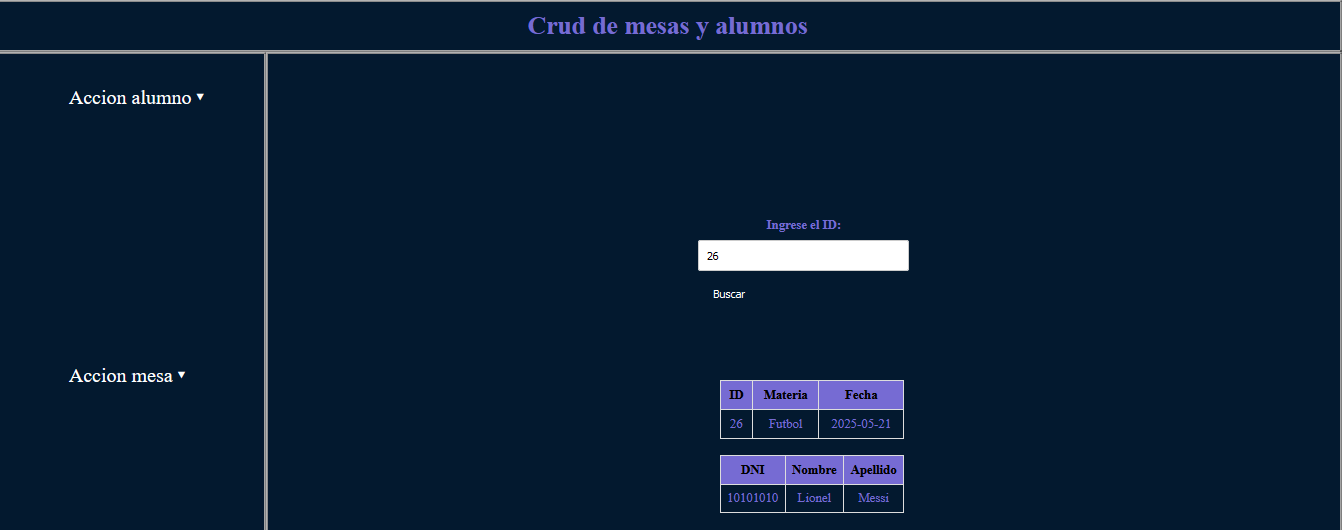 Crud de mesas y alumnos
Accion alumno ▾
Ingrese el ID:
26
Buscar
Accion mesa ▾
ID Materia Fecha
26 Futbol 2025-05-21
DNI Nombre Apellido
10101010 Lionel Messi